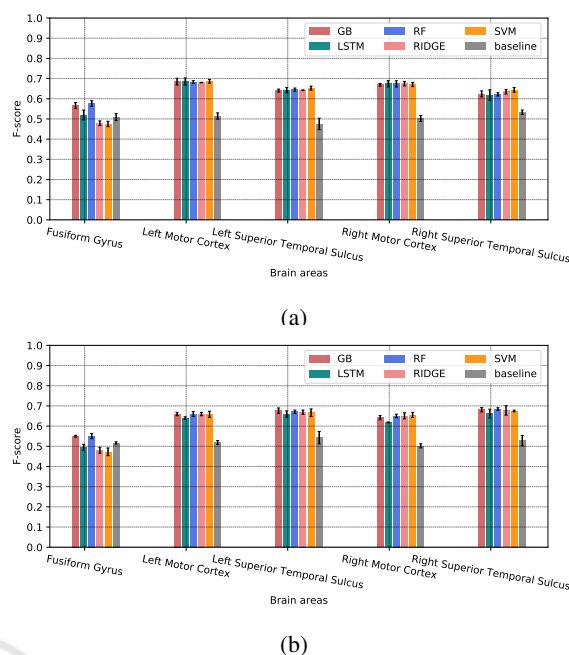 GB RF SVM
LSTM RIDGE baseline
1.0
0.9
0.8
0.7
0.6
0.5
0.4
0.3
0.2
0.1
0.0
F-score
Fusiform Gyrus Left Motor Cortex Left Superior Temporal Sulcus Right Motor Cortex Right Superior Temporal Sulcus
Brain areas
(a)
GB RF SVM
LSTM RIDGE baseline
1.0
0.9
0.8
0.7
0.6
0.5
0.4
0.3
0.2
0.1
0.0
F-score
Fusiform Gyrus Left Motor Cortex Left Superior Temporal Sulcus Right Motor Cortex Right Superior Temporal Sulcus
Brain areas
(b)